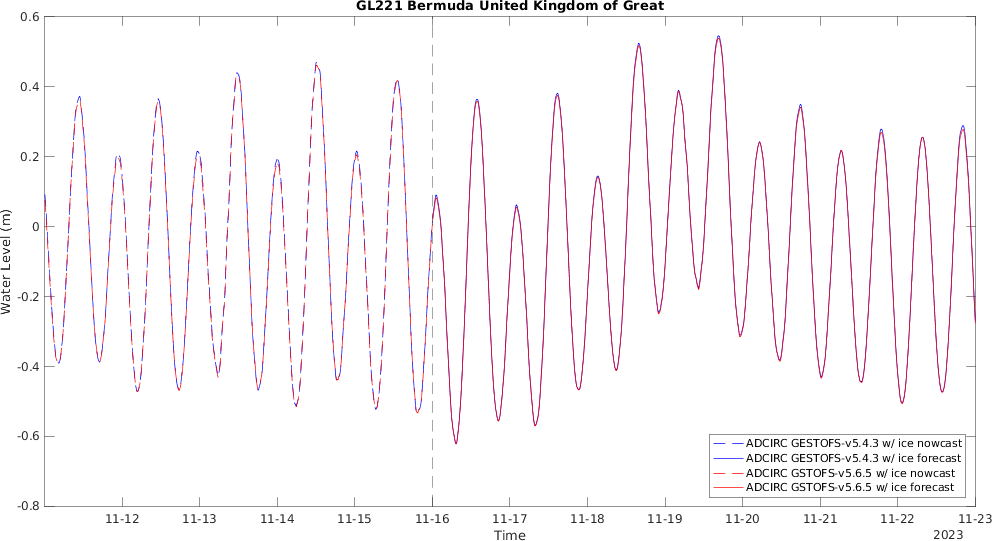 GL221 Bermuda United Kingdom of Great
0.6
0.4
0.2
0
-0.2
-0.4
-0.6
-0.8
Water Level (m)
ADCIRC GESTOFS-v5.4.3 w/ ice nowcast
ADCIRC GESTOFS-v5.4.3 w/ ice forecast
ADCIRC GSTOFS-v5.6.5 w/ ice nowcast
ADCIRC GSTOFS-v5.6.5 w/ ice forecast
11-12 11-13 11-14 11-15 11-16 11-17 11-18 11-19 11-20 11-21 11-22 11-23
Time
2023